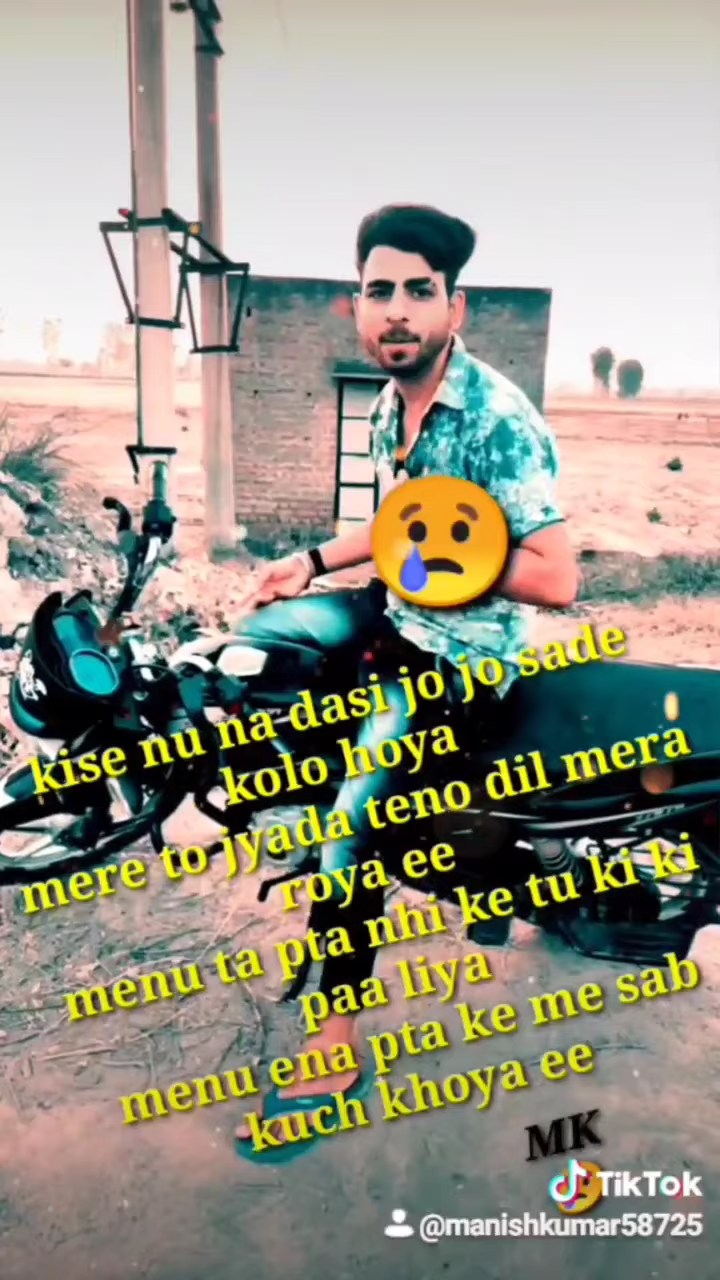 kise nu na dasi jo jo sade
kolo hoya
mere to jyada teno dil mera
roya ee
menu ta pta nhi ke tu ki ki
paa liya
menu ena pta ke me sab
kuch khoya ee
MK
TikTok
@manishkumar58725